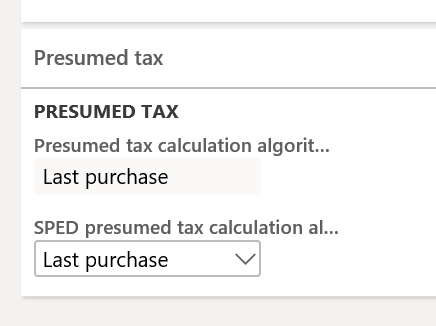 Presumed tax
PRESUMED TAX
Presumed tax calculation algorit...
Last purchase
SPED presumed tax calculation al...
Last purchase